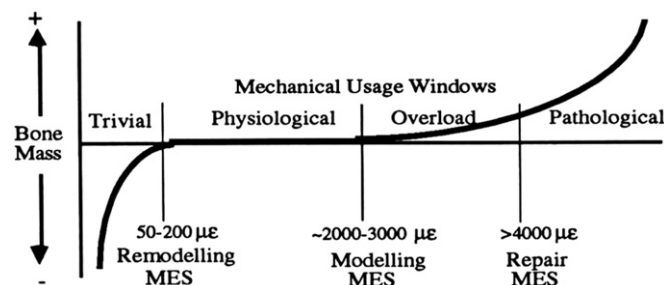 +
Mechanical Usage Windows
Trivial Physiological Overload Pathological
Bone
Mass
50-200 µε ~2000-3000 µε >4000 µε
Remodelling Modelling Repair
MES MES MES
-